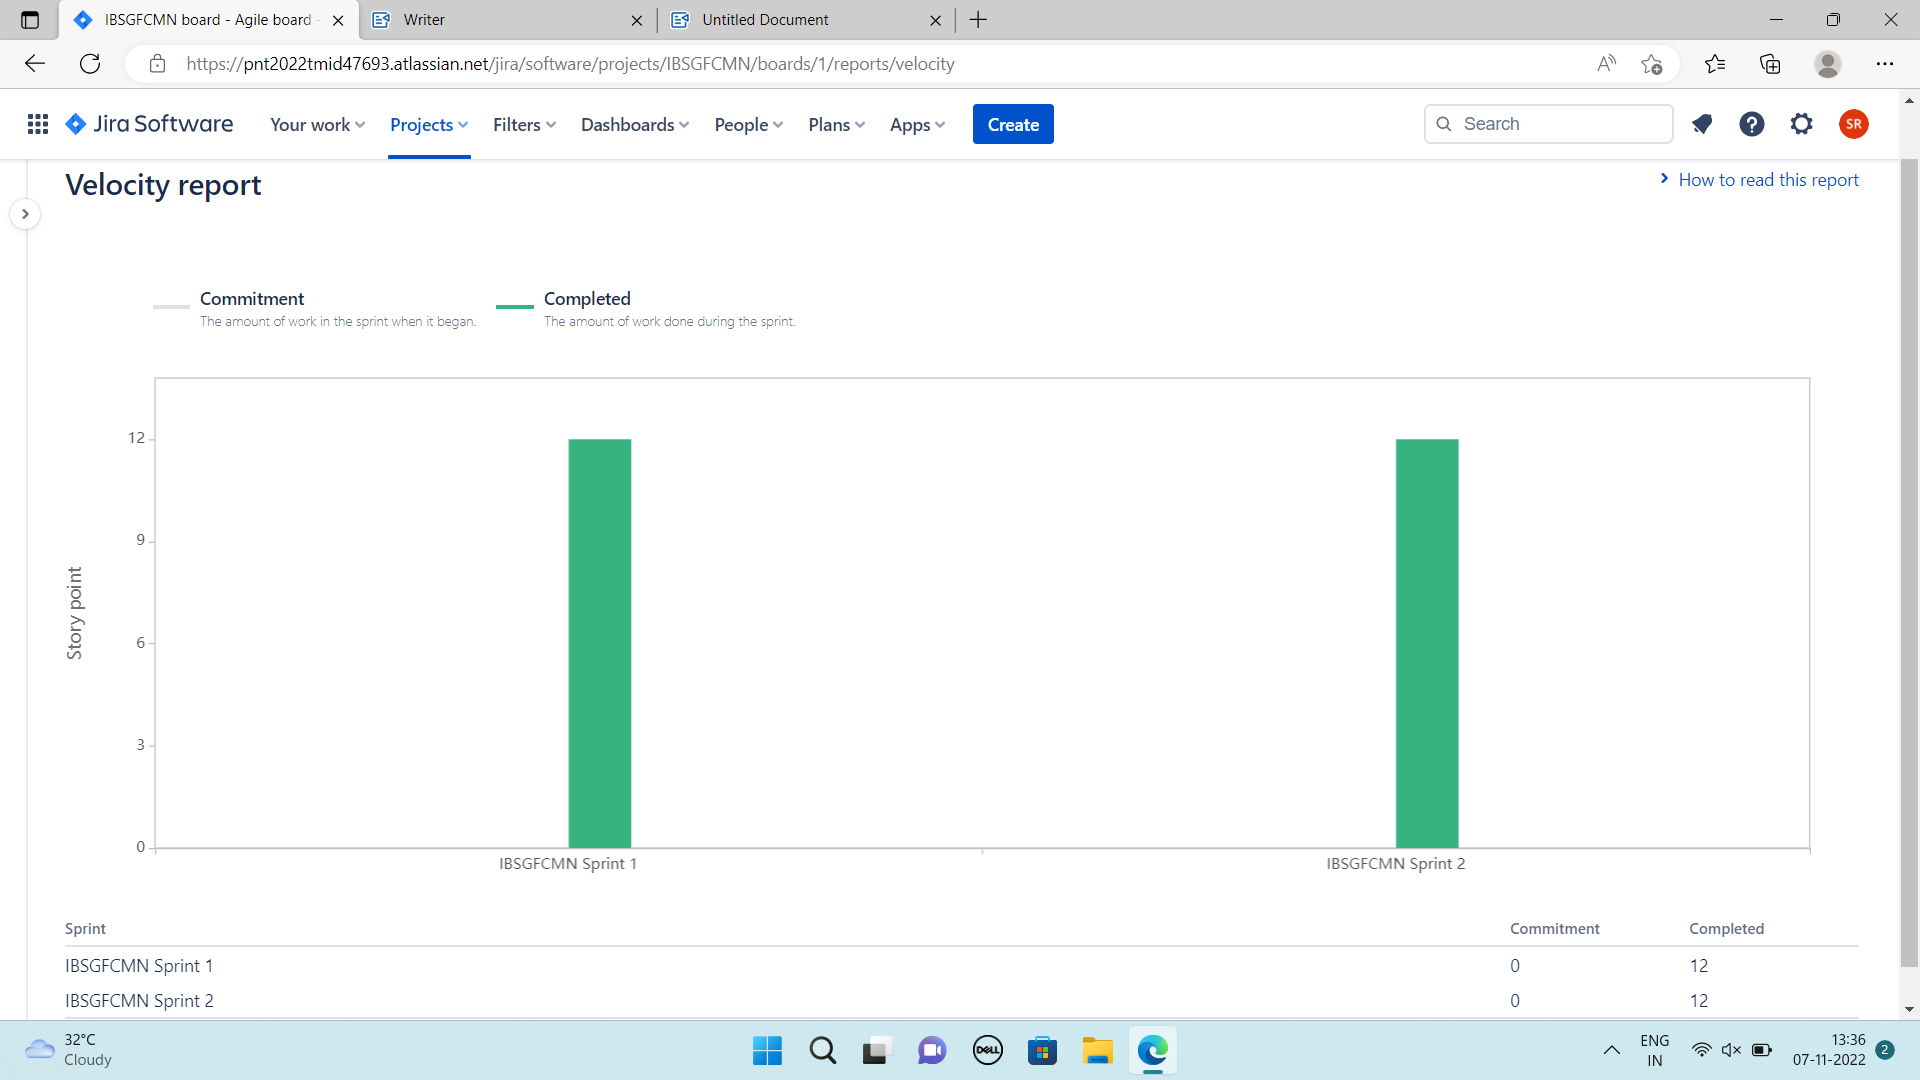 IBSGFCMN board - Agile board -
Writer
Untitled Document
https://pnt2022tmid47693.atlassian.net/jira/software/projects/IBSGFCMN/boards/1/reports/velocity
Jira Software
Your work
Projects
Filters
Dashboards
People
Plans
Apps
Create
Search
SR
Velocity report
How to read this report
Commitment
The amount of work in the sprint when it began.
Completed
The amount of work done during the sprint.
12
9
6
3
0
Story point
IBSGFCMN Sprint 1
IBSGFCMN Sprint 2
Sprint Commitment Completed
IBSGFCMN Sprint 1 0 12
IBSGFCMN Sprint 2 0 12
32°C
Cloudy
DELL
ENG
IN
13:36
07-11-2022
2